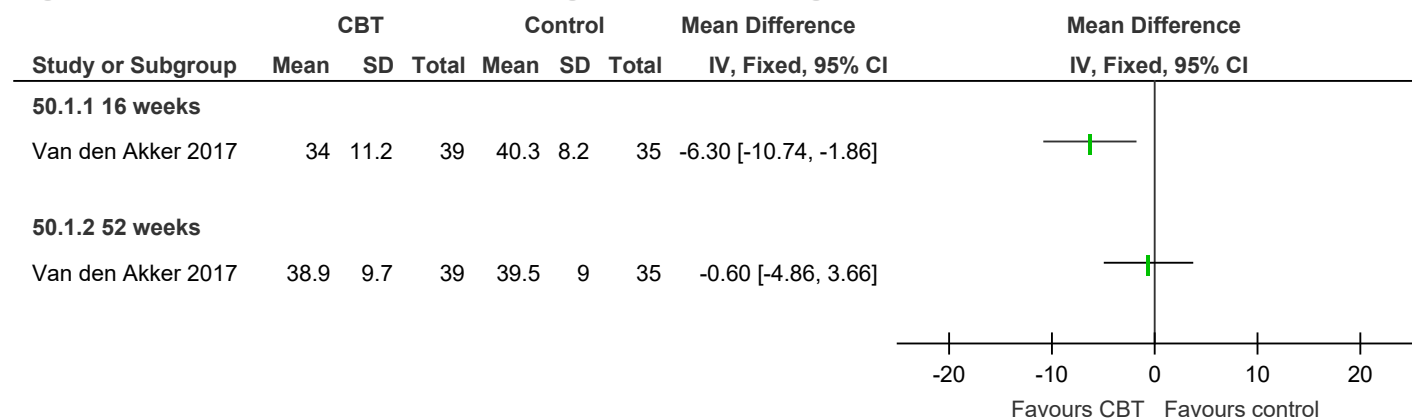 CBT Control Mean Difference Mean Difference
Study or Subgroup Mean SD Total Mean SD Total IV, Fixed, 95% CI IV, Fixed, 95% CI
50.1.1 16 weeks
Van den Akker 2017 34 11.2 39 40.3 8.2 35 -6.30 [-10.74, -1.86]
50.1.2 52 weeks
Van den Akker 2017 38.9 9.7 39 39.5 9 35 -0.60 [-4.86, 3.66]
-20 -10 0 10 20
Favours CBT Favours control